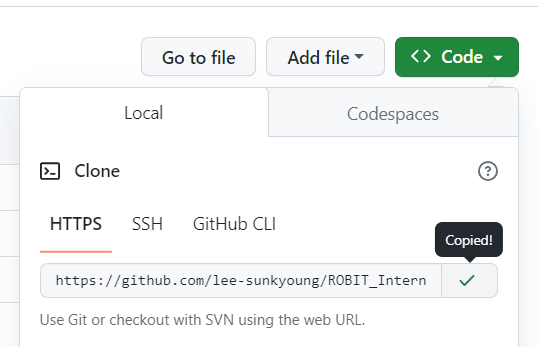 Go to file Add file Code
Local Codespaces
Clone
HTTPS SSH GitHub CLI
Copied!
https://github.com/lee-sunkyoung/ROBIT_Intern
Use Git or checkout with SVN using the web URL.